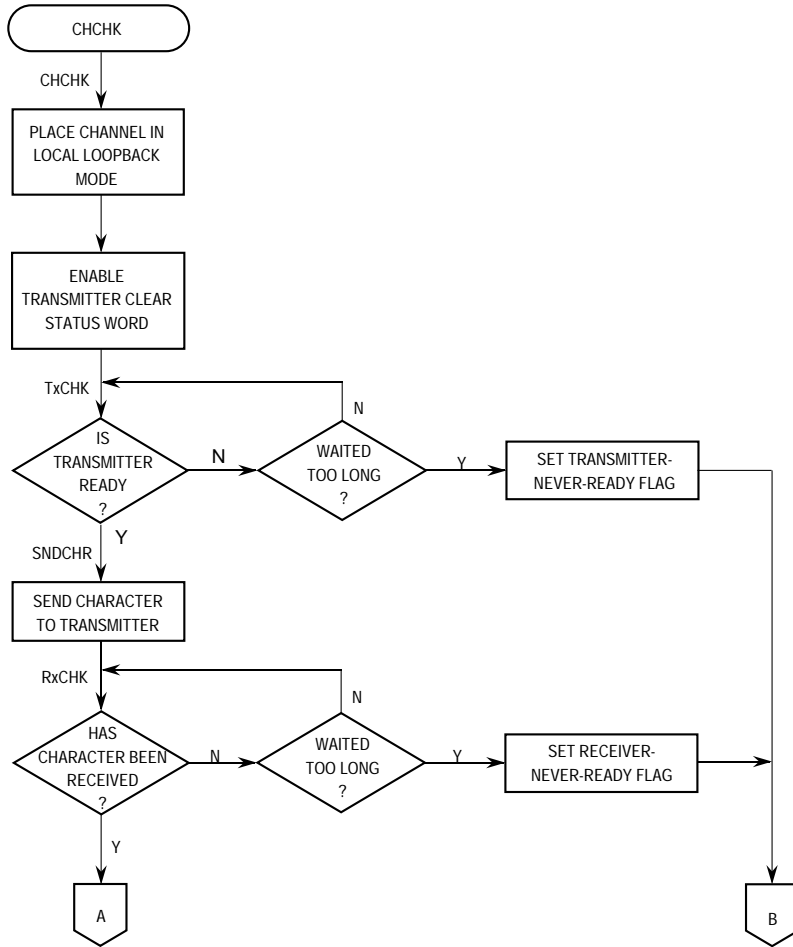 CHCHK
CHCHK
PLACE CHANNEL IN
LOCAL LOOPBACK
MODE
ENABLE
TRANSMITTER CLEAR
STATUS WORD
TxCHK
N
IS
TRANSMITTER
READY
?
N
WAITED
TOO LONG
?
Y
SET TRANSMITTER-
NEVER-READY FLAG
Y
SNDCHR
SEND CHARACTER
TO TRANSMITTER
RxCHK
N
HAS
CHARACTER BEEN
RECEIVED
?
N
WAITED
TOO LONG
?
Y
SET RECEIVER-
NEVER-READY FLAG
Y
A
B